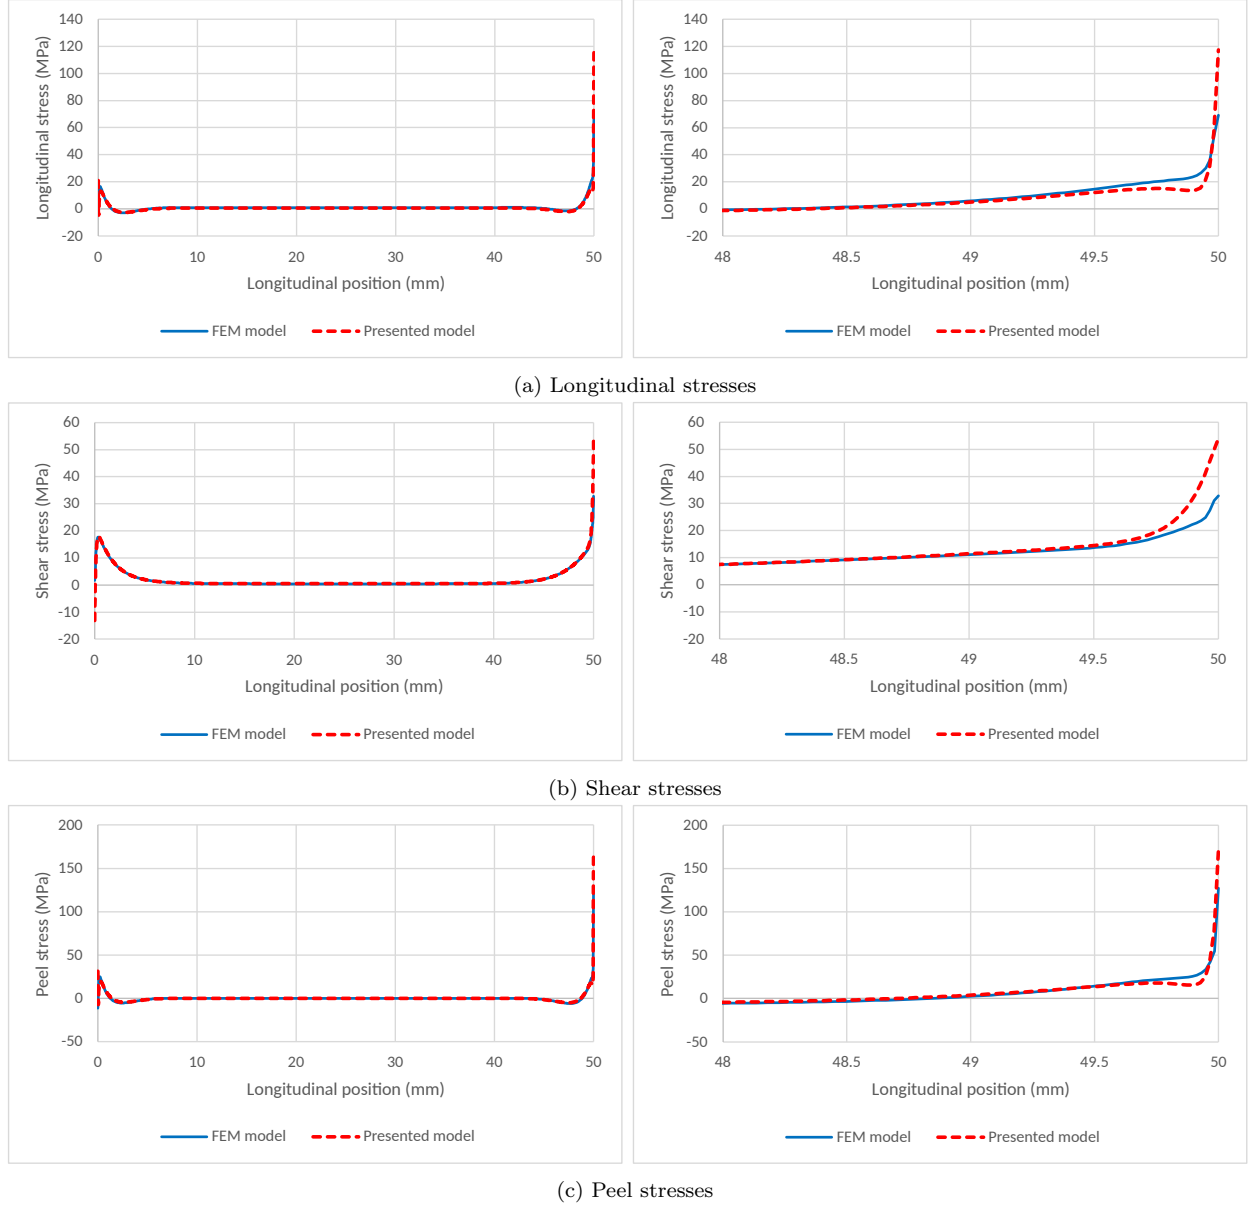 Longitudinal stress (MPa)
140
120
100
80
60
40
20
0
-20
0 10 20 30 40 50
Longitudinal position (mm)
FEM model Presented model
Longitudinal stress (MPa)
140
120
100
80
60
40
20
0
-20
48 48.5 49 49.5 50
Longitudinal position (mm)
FEM model Presented model
(a) Longitudinal stresses
Shear stress (MPa)
60
50
40
30
20
10
0
-10
-20
0 10 20 30 40 50
Longitudinal position (mm)
FEM model Presented model
Shear stress (MPa)
60
50
40
30
20
10
0
-10
-20
48 48.5 49 49.5 50
Longitudinal position (mm)
FEM model Presented model
(b) Shear stresses
Peel stress (MPa)
200
150
100
50
0
-50
0 10 20 30 40 50
Longitudinal position (mm)
FEM model Presented model
Peel stress (MPa)
200
150
100
50
0
-50
48 48.5 49 49.5 50
Longitudinal position (mm)
FEM model Presented model
(c) Peel stresses